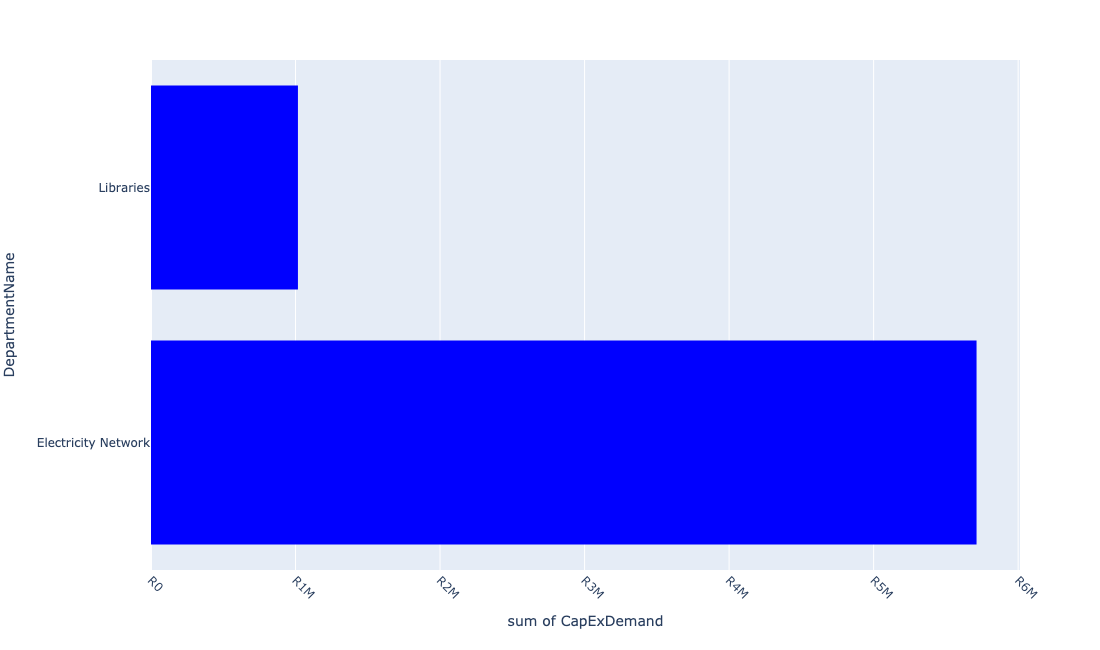 Libraries
Electricity Network
DepartmentName
R0
R1M
R2M
R3M
R4M
R5M
R6M
sum of CapExDemand